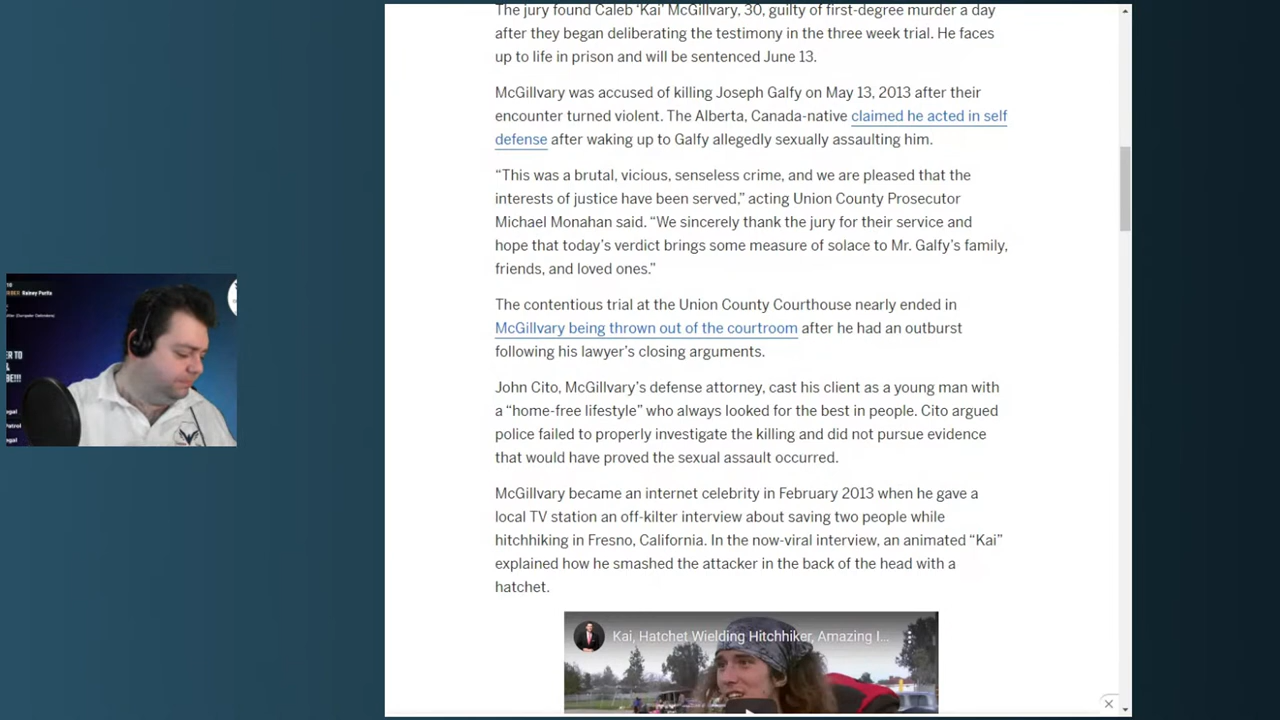 The jury found Caleb ‘Kai’ McGillvary, 30, guilty of first-degree murder a day
after they began deliberating the testimony in the three week trial. He faces
up to life in prison and will be sentenced June 13.
McGillvary was accused of killing Joseph Galfy on May 13, 2013 after their
encounter turned violent. The Alberta, Canada-native claimed he acted in self
defense after waking up to Galfy allegedly sexually assaulting him.
“This was a brutal, vicious, senseless crime, and we are pleased that the
interests of justice have been served,” acting Union County Prosecutor
Michael Monahan said. “We sincerely thank the jury for their service and
hope that today’s verdict brings some measure of solace to Mr. Galfy’s family,
friends, and loved ones.”
The contentious trial at the Union County Courthouse nearly ended in
McGillvary being thrown out of the courtroom after he had an outburst
following his lawyer’s closing arguments.
John Cito, McGillvary’s defense attorney, cast his client as a young man with
a “home-free lifestyle” who always looked for the best in people. Cito argued
police failed to properly investigate the killing and did not pursue evidence
that would have proved the sexual assault occurred.
McGillvary became an internet celebrity in February 2013 when he gave a
local TV station an off-kilter interview about saving two people while
hitchhiking in Fresno, California. In the now-viral interview, an animated “Kai”
explained how he smashed the attacker in the back of the head with a
hatchet.
Kai, Hatchet Wielding Hitchhiker, Amazing I...
Rainey Parits